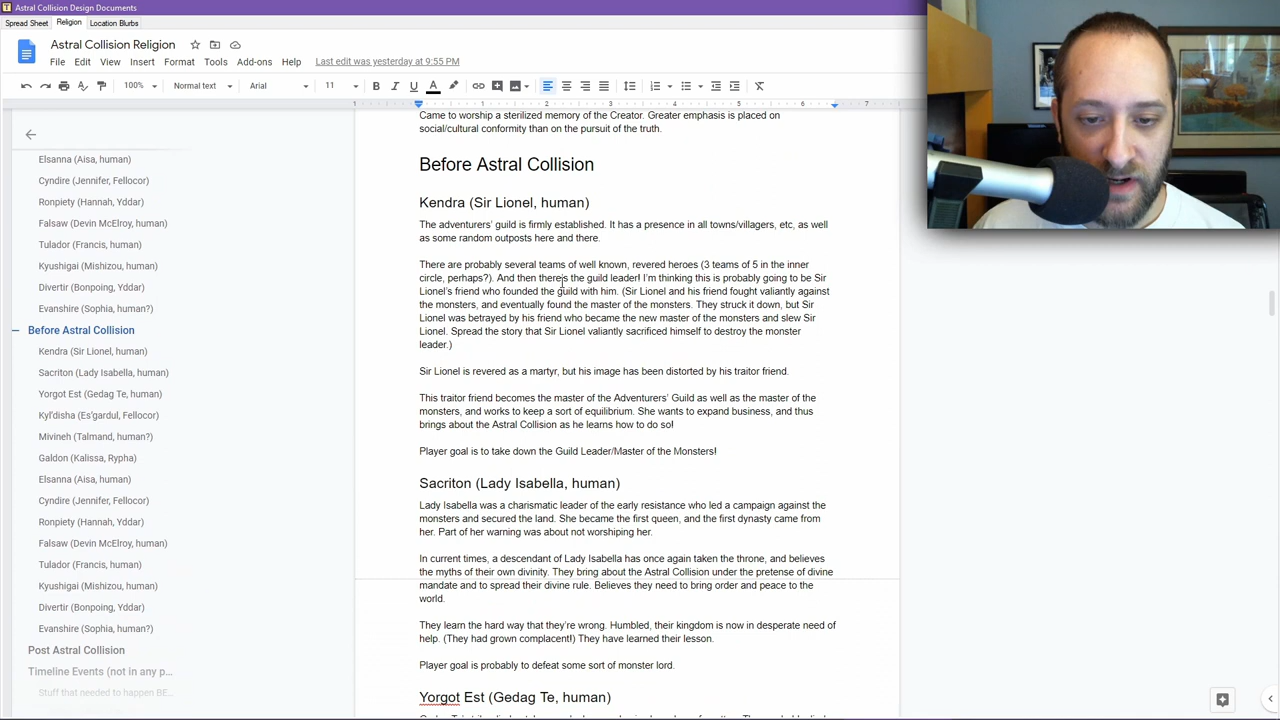 Astral Collision Design Documents
Spread Sheet Religion Location Blurbs
Astral Collision Religion
File Edit View Insert Format Tools Add-ons Help Last edit was yesterday at 9:55 PM
100% Normal text Arial 11 B I U A
1 1 2 3 4 5 6 7
Came to worship a sterilized memory of the Creator. Greater emphasis is placed on
social/cultural conformity than on the pursuit of the truth.
Elsanna (Aisa, human)
Cyndire (Jennifer, Fellocor)
Ronpiety (Hannah, Yddar)
Falsaw (Devin McElroy, human)
Tulador (Francis, human)
Kyushigai (Mishizou, human)
Divertir (Bonpoing, Yddar)
Evanshire (Sophia, human?)
Before Astral Collision
Kendra (Sir Lionel, human)
Sacriton (Lady Isabella, human)
Yorgot Est (Gedag Te, human)
Kyl'disha (Es'gardul, Fellocor)
Mivineh (Talmand, human?)
Galdon (Kalissa, Rypha)
Elsanna (Aisa, human)
Cyndire (Jennifer, Fellocor)
Ronpiety (Hannah, Yddar)
Falsaw (Devin McElroy, human)
Tulador (Francis, human)
Kyushigai (Mishizou, human)
Divertir (Bonpoing, Yddar)
Evanshire (Sophia, human?)
Post Astral Collision
Timeline Events (not in any p...
Stuff that needed to happen BE...
Before Astral Collision
Kendra (Sir Lionel, human)
The adventurers' guild is firmly established. It has a presence in all towns/villagers, etc, as well
as some random outposts here and there.
There are probably several teams of well known, revered heroes (3 teams of 5 in the inner
circle, perhaps?). And then there's the guild leader! I'm thinking this is probably going to be Sir
Lionel's friend who founded the guild with him. (Sir Lionel and his friend fought valiantly against
the monsters, and eventually found the master of the monsters. They struck it down, but Sir
Lionel was betrayed by his friend who became the new master of the monsters and slew Sir
Lionel. Spread the story that Sir Lionel valiantly sacrificed himself to destroy the monster
leader.)
Sir Lionel is revered as a martyr, but his image has been distorted by his traitor friend.
This traitor friend becomes the master of the Adventurers' Guild as well as the master of the
monsters, and works to keep a sort of equilibrium. She wants to expand business, and thus
brings about the Astral Collision as he learns how to do so!
Player goal is to take down the Guild Leader/Master of the Monsters!
Sacriton (Lady Isabella, human)
Lady Isabella was a charismatic leader of the early resistance who led a campaign against the
monsters and secured the land. She became the first queen, and the first dynasty came from
her. Part of her warning was about not worshiping her.
In current times, a descendant of Lady Isabella has once again taken the throne, and believes
the myths of their own divinity. They bring about the Astral Collision under the pretense of divine
mandate and to spread their divine rule. Believes they need to bring order and peace to the
world.
They learn the hard way that they're wrong. Humbled, their kingdom is now in desperate need of
help. (They had grown complacent!) They have learned their lesson.
Player goal is probably to defeat some sort of monster lord.
Yorgot Est (Gedag Te, human)